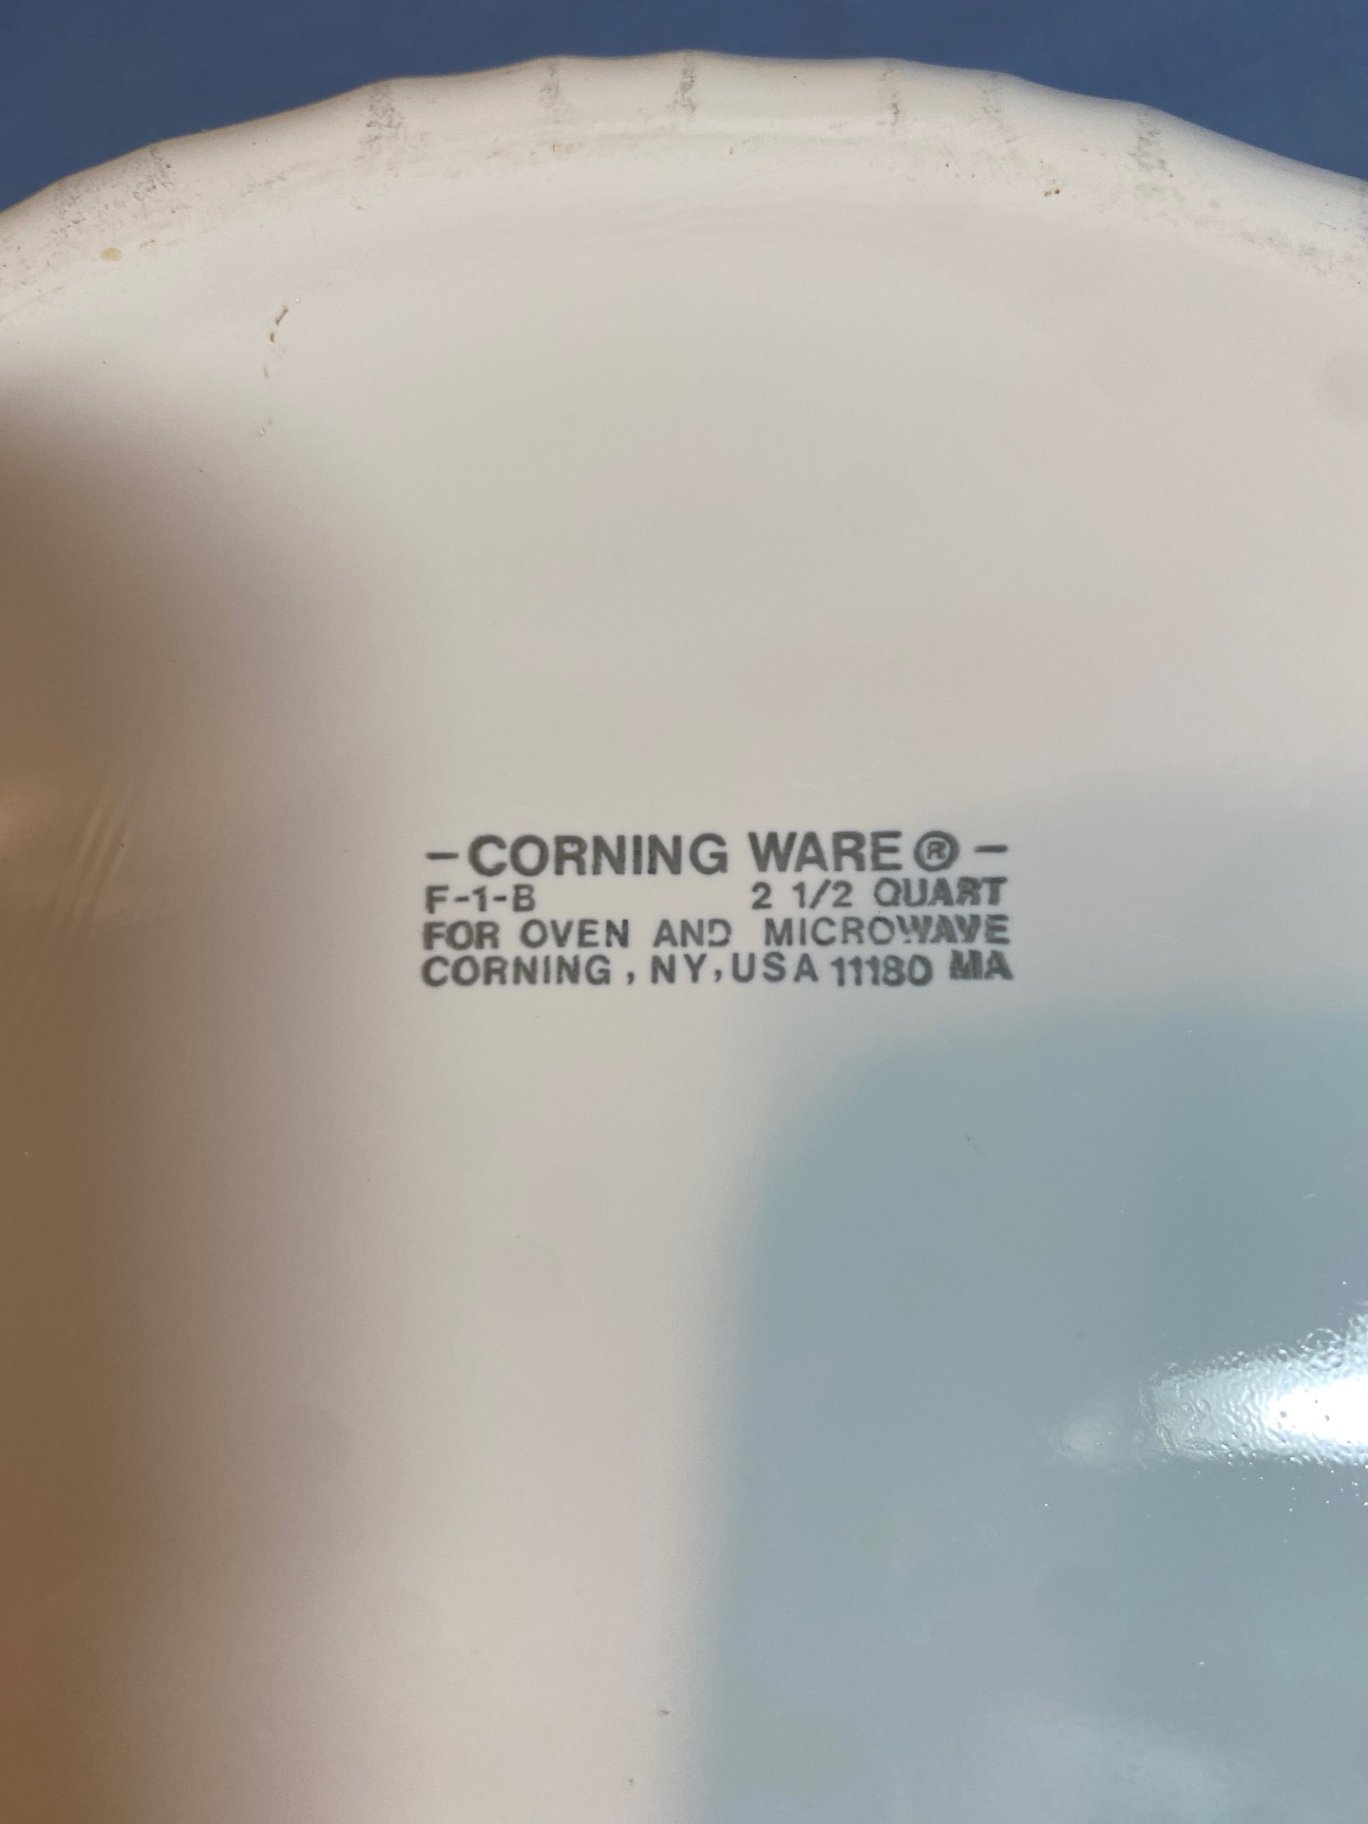 -CORNING WARE® -
F-1-B 2 1/2 QUART
FOR OVEN AND MICROWAVE
CORNING , NY, USA 11180 MA